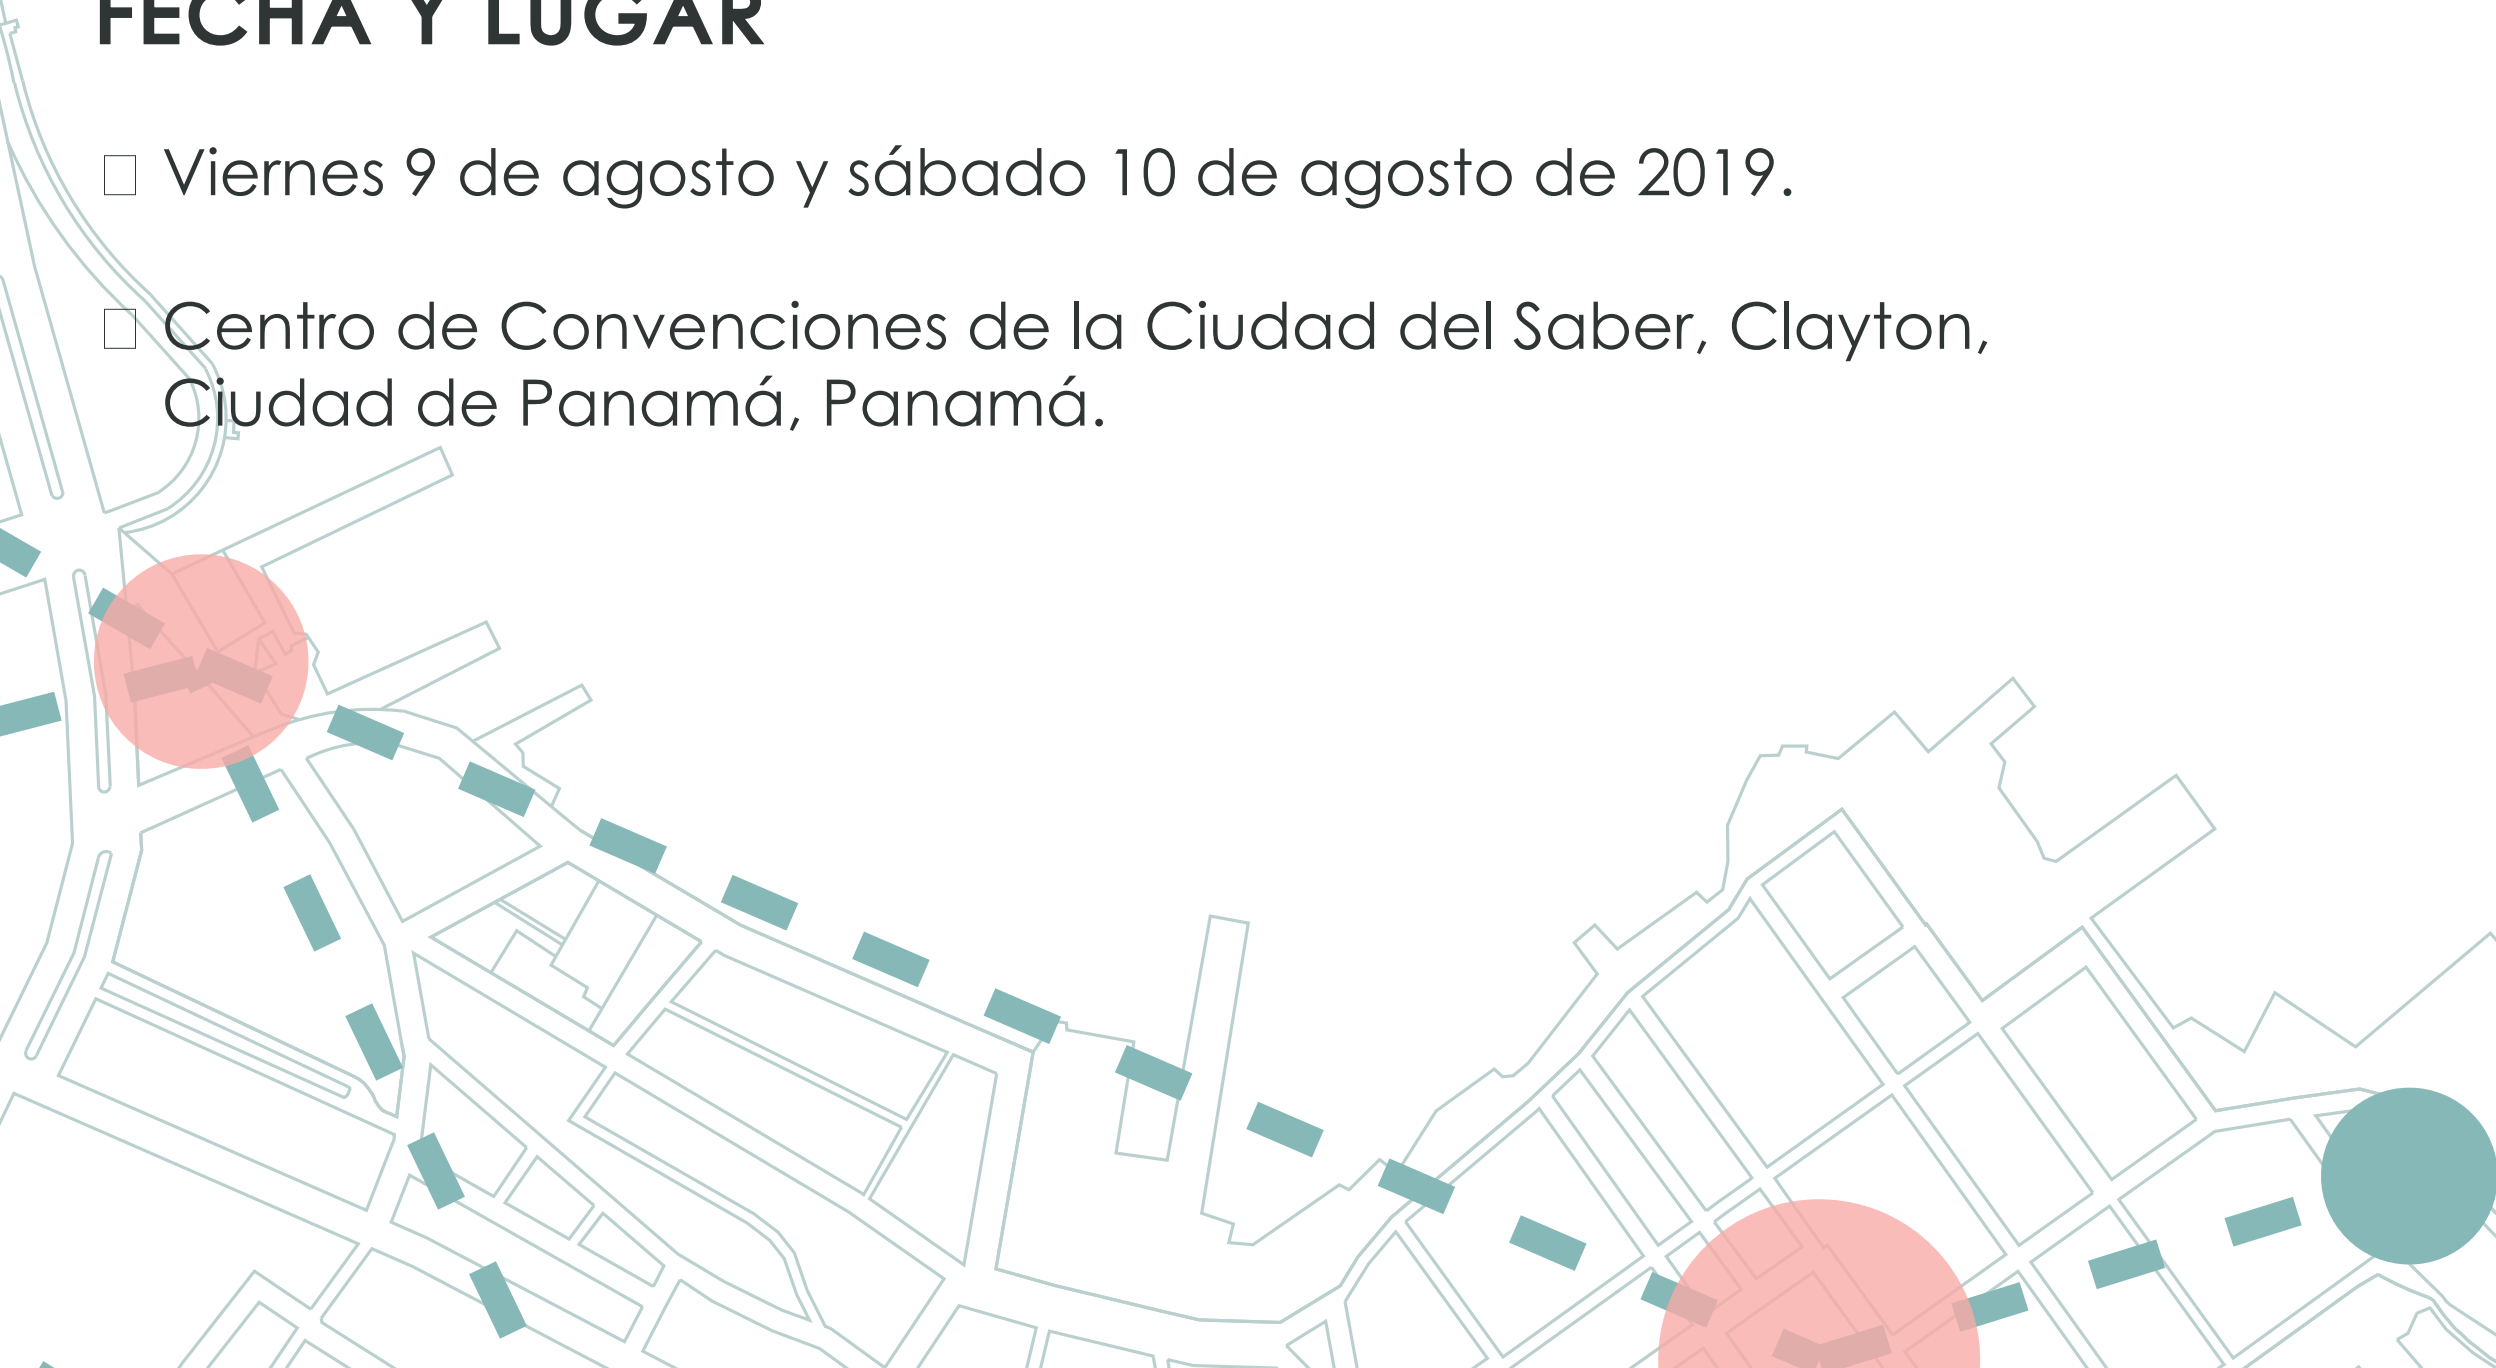 FECHA Y LUGAR
Vierne 9 de agosto y sábado 10 de agosto de 2019.
Centro de Convenciones de la Ciudad del Saber, Clayton,
Ciudad de Panamá, Panamá.